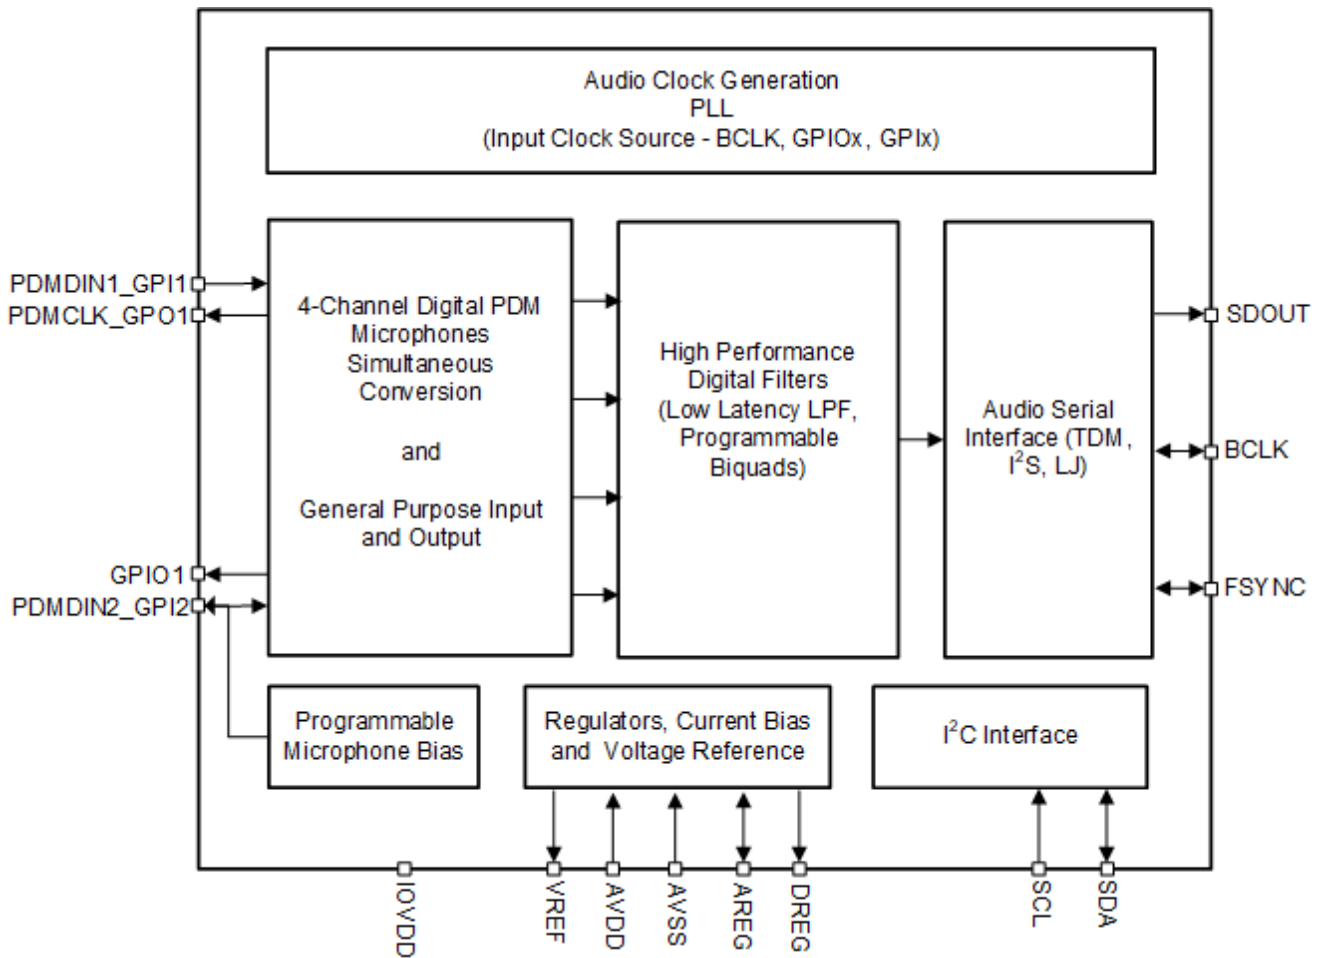 Audio Clock Generation
PLL
(Input Clock Source - BCLK, GPIOx, GPIx)
PDMDIN1_GPI1
PDMCLK_GPO1
GPIO1
PDMDIN2_GPI2
4-Channel Digital PDM
Microphones
Simultaneous
Conversion
and
General Purpose Input
and Output
High Performance
Digital Filters
(Low Latency LPF,
Programmable
Biquads)
Audio Serial
Interface (TDM,
I²S, LJ)
SDOUT
BCLK
FSYNC
Programmable
Microphone Bias
Regulators, Current Bias
and Voltage Reference
I²C Interface
IOVDD
VREF
AVDD
AVSS
AREG
DREG
SCL
SDA